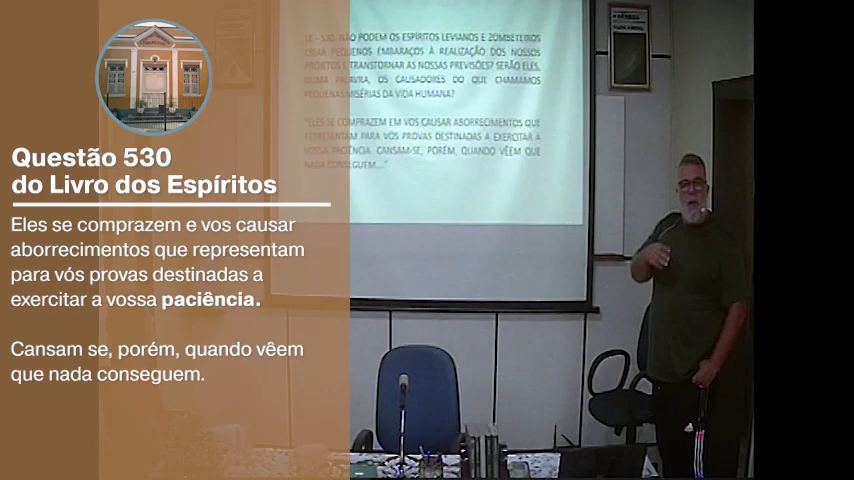 Questão 530
do Livro dos Espíritos
Eles se comprazem e vos causar
aborrecimentos que representam
para vós provas destinadas a
exercitar a vossa paciência.
Cansam se, porém, quando vêem
que nada conseguem.
LE - 530. NÃO PODEM OS ESPÍRITOS LEVIANOS E ZOMBETEIROS
CRIAR PEQUENOS EMBARAÇOS À REALIZAÇÃO DOS NOSSOS
PROJETOS E TRANSTORNAR AS NOSSAS PREVISÕES? SERÃO ELES,
NUMA PALAVRA, OS CAUSADORES DO QUE CHAMAMOS
PEQUENAS MISÉRIAS DA VIDA HUMANA?
"ELES SE COMPRAZEM EM VOS CAUSAR ABORRECIMENTOS QUE
REPRESENTAM PARA VÓS PROVAS DESTINADAS A EXERCITAR A
VOSSA PACIÊNCIA. CANSAM-SE, PORÉM, QUANDO VÊEM QUE
NADA CONSEGUEM...."